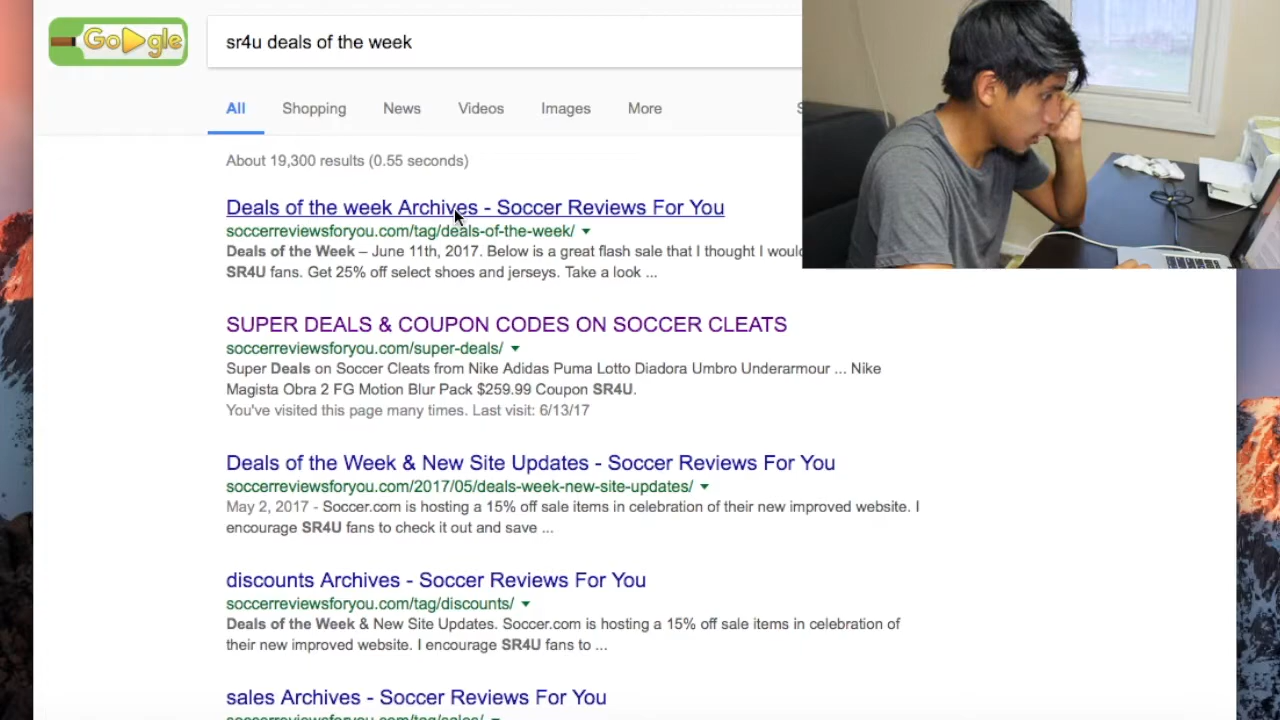 Google
sr4u deals of the week
All Shopping News Videos Images More
About 19,300 results (0.55 seconds)
Deals of the week Archives - Soccer Reviews For You
soccerreviewsforyou.com/tag/deals-of-the-week/
Deals of the Week – June 11th, 2017. Below is a great flash sale that I thought I
SR4U fans. Get 25% off select shoes and jerseys. Take a look ...
SUPER DEALS & COUPON CODES ON SOCCER CLEATS
soccerreviewsforyou.com/super-deals/
Super Deals on Soccer Cleats from Nike Adidas Puma Lotto Diadora Umbro Underarmour ... Nike
Magista Obra 2 FG Motion Blur Pack $259.99 Coupon SR4U.
You've visited this page many times. Last visit: 6/13/17
Deals of the Week & New Site Updates - Soccer Reviews For You
soccerreviewsforyou.com/2017/05/deals-week-new-site-updates/
May 2, 2017 - Soccer.com is hosting a 15% off sale items in celebration of their new improved website. I
encourage SR4U fans to check it out and save ...
discounts Archives - Soccer Reviews For You
soccerreviewsforyou.com/tag/discounts/
Deals of the Week & New Site Updates. Soccer.com is hosting a 15% off sale items in celebration of
their new improved website. I encourage SR4U fans to ...
sales Archives - Soccer Reviews For You
soccerreviewsforyou.com/tag/sales/